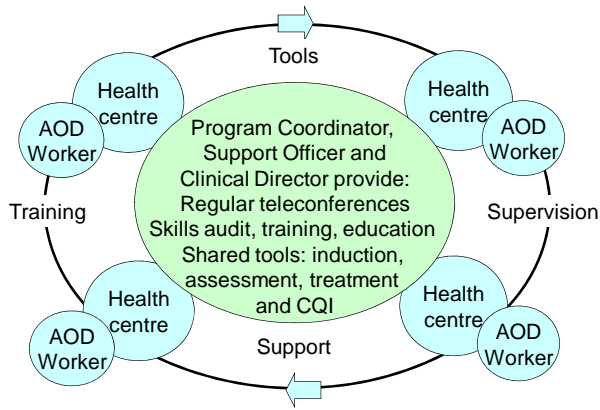 Tools
Health
centre
AOD
Worker
Health
centre
AOD
Worker
Program Coordinator,
Support Officer and
Clinical Director provide:
Regular teleconferences
Skills audit, training, education
Shared tools: induction,
assessment, treatment
and CQI
Training
Supervision
Health
centre
AOD
Worker
Health
centre
AOD
Worker
Support